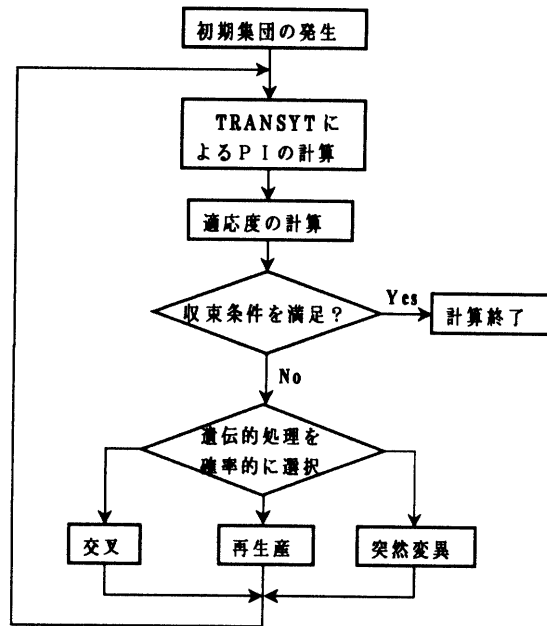 初期集団の発生
TRANSYTに
よるPIの計算
適応度の計算
収束条件を満足?
Yes
計算終了
No
遺伝的処理を
確率的に選択
交叉
再生産
突然変異